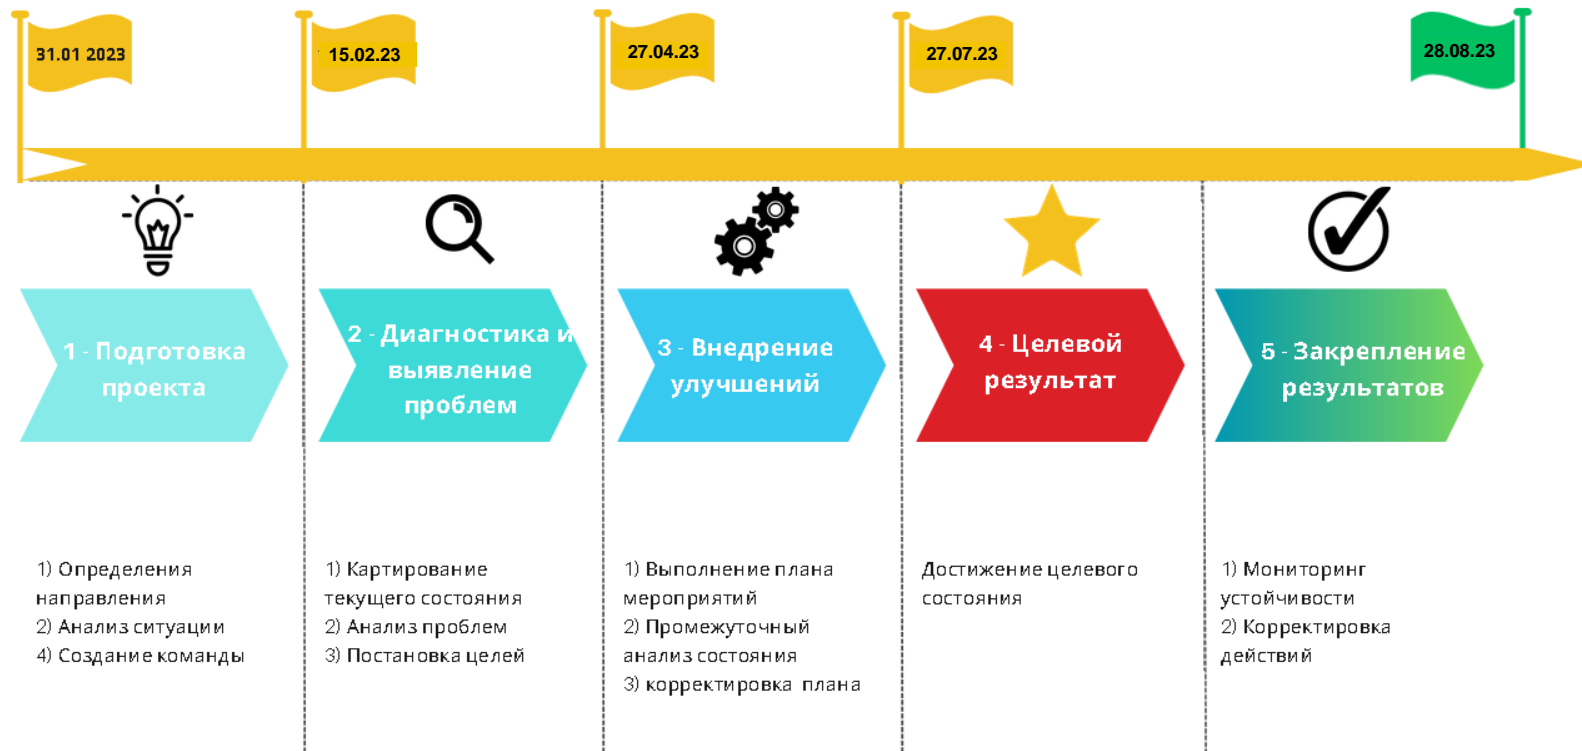 31.01 2023
15.02.23
27.04.23
27.07.23
28.08.23
1 - Подготовка
проекта
2 - Диагностика и
выявление
проблем
3 - Внедрение
улучшений
4 - Целевой
результат
5 - Закрепление
результатов
1) Определения
направления
2) Анализ ситуации
4) Создание команды
1) Картирование
текущего состояния
2) Анализ проблем
3) Постановка целей
1) Выполнение плана
мероприятий
2) Промежуточный
анализ состояния
3) корректировка плана
Достижение целевого
состояния
1) Мониторинг
устойчивости
2) Корректировка
действий